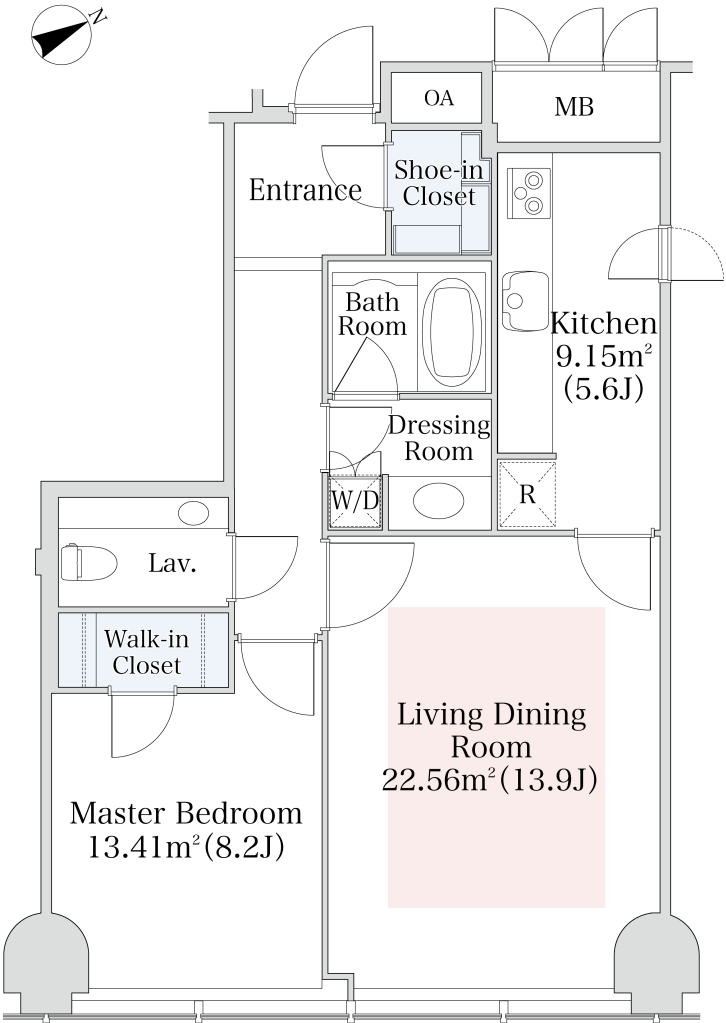 N
OA
MB
Shoe-in
Closet
Entrance
Bath
Room
Kitchen
9.15m²
(5.6J)
Dressing
Room
W/D
R
Lav.
Walk-in
Closet
Living Dining
Room
22.56m²(13.9J)
Master Bedroom
13.41m²(8.2J)